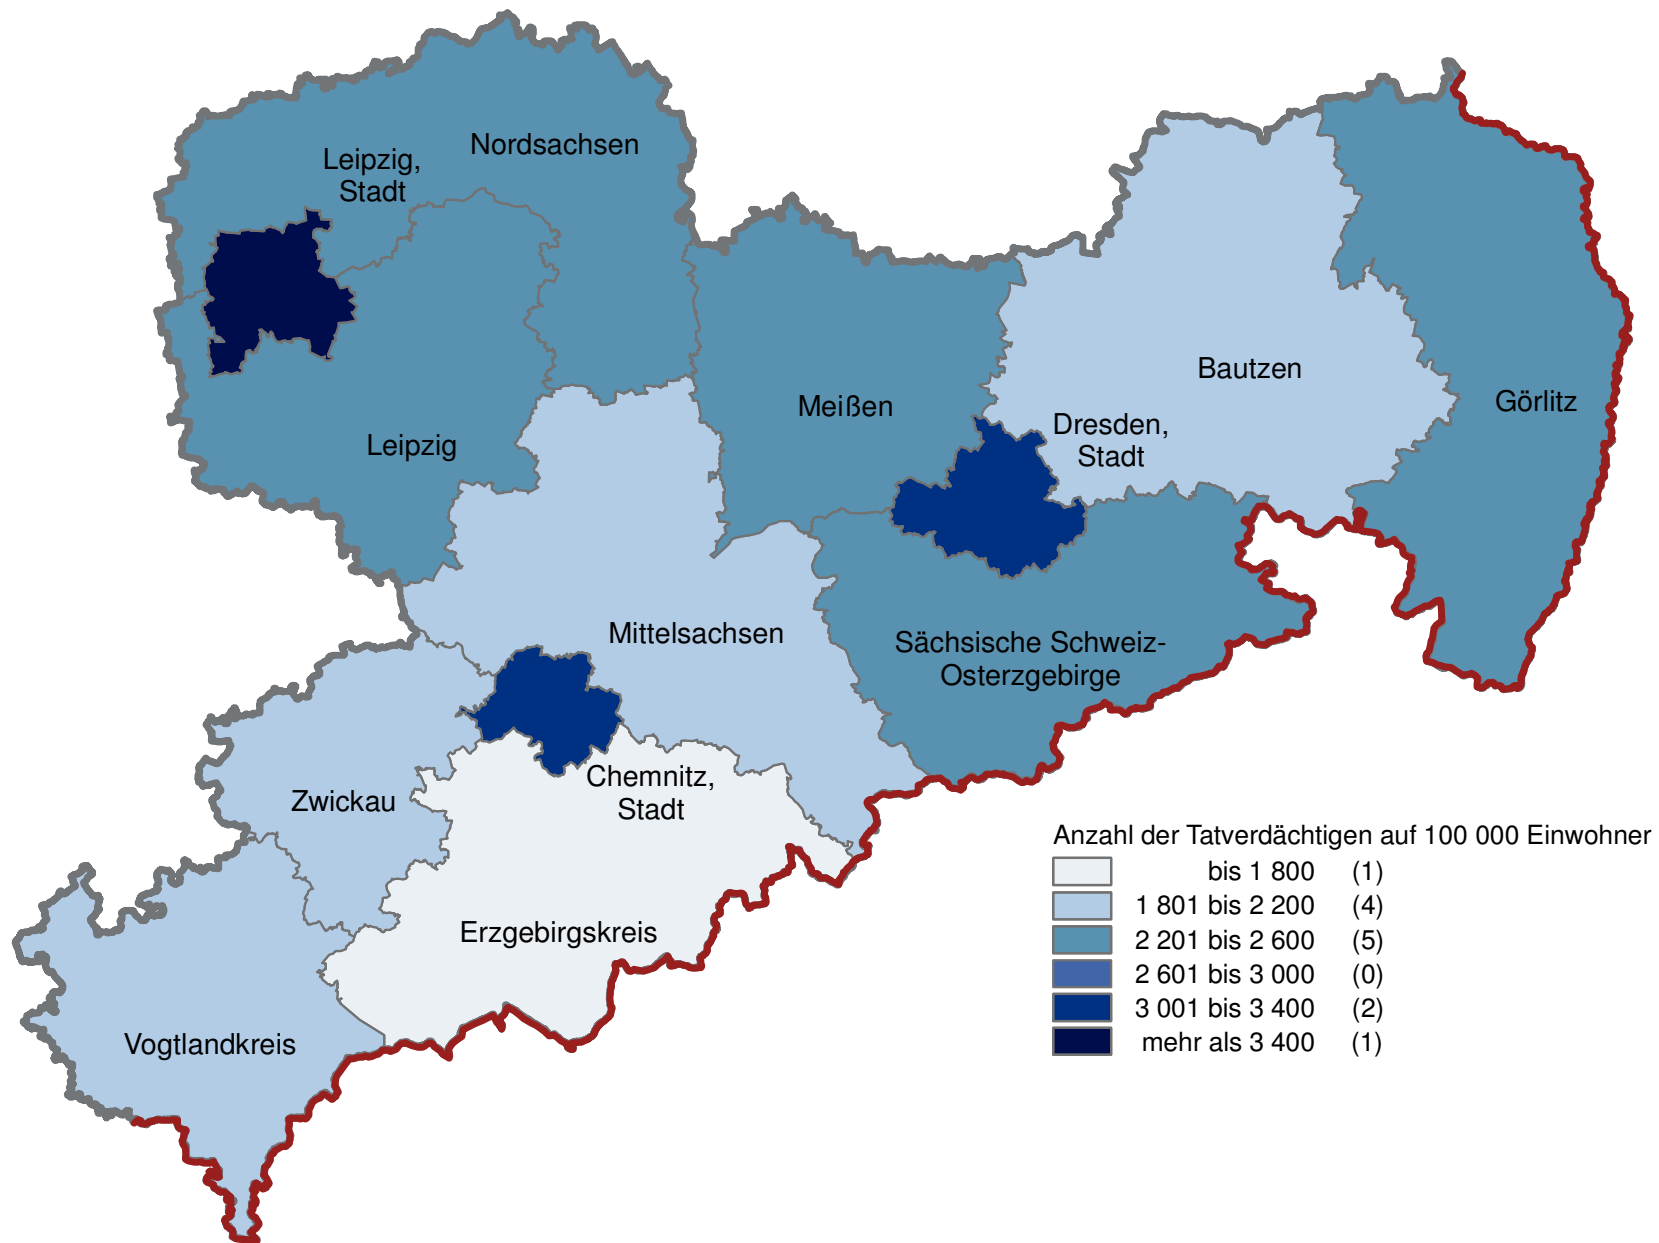 Nordsachsen
Leipzig,
Stadt
Bautzen
Görlitz
Meißen
Dresden,
Stadt
Leipzig
Mittelsachsen
Sächsische Schweiz-
Osterzgebirge
Chemnitz,
Stadt
Zwickau
Erzgebirgskreis
Vogtlandkreis
Anzahl der Tatverdächtigen auf 100 000 Einwohner
bis 1 800 (1)
1 801 bis 2 200 (4)
2 201 bis 2 600 (5)
2 601 bis 3 000 (0)
3 001 bis 3 400 (2)
mehr als 3 400 (1)